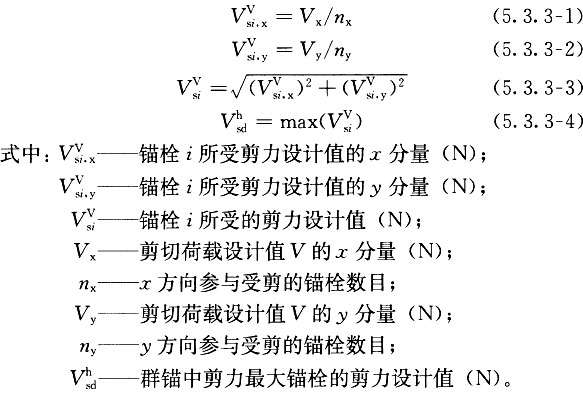 V^V_{si,x} = V_x/n_x (5.3.3-1)
V^V_{si,y} = V_y/n_y (5.3.3-2)
V^V_{si} = √((V^V_{si,x})² + (V^V_{si,y})²) (5.3.3-3)
V^h_{sd} = max(V^V_{si}) (5.3.3-4)
式中：V^V_{si,x}——锚栓 i 所受剪力设计值的 x 分量（N）；
V^V_{si,y}——锚栓 i 所受剪力设计值的 y 分量（N）；
V^V_{si}——锚栓 i 所受的剪力设计值（N）；
V_x——剪切荷载设计值 V 的 x 分量（N）；
n_x——x 方向参与受剪的锚栓数目；
V_y——剪切荷载设计值 V 的 y 分量（N）；
n_y——y 方向参与受剪的锚栓数目；
V^h_{sd}——群锚中剪力最大锚栓的剪力设计值（N）。